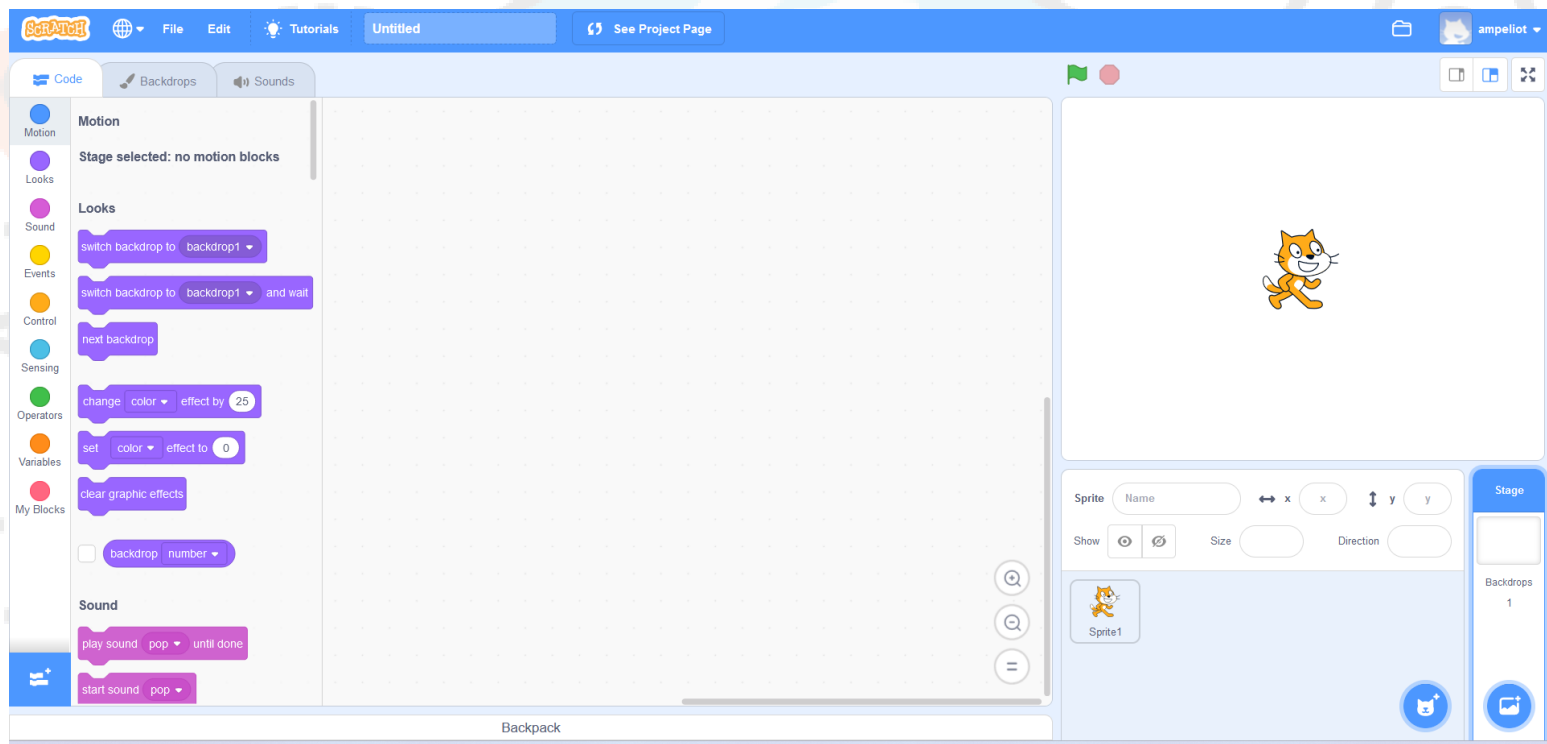 SCRATCH File Edit Tutorials Untitled See Project Page ampeliot
Code Backdrops Sounds
Motion
Looks
Sound
Events
Control
Sensing
Operators
Variables
My Blocks
Motion
Stage selected: no motion blocks
Looks
switch backdrop to backdrop1
switch backdrop to backdrop1 and wait
next backdrop
change color effect by 25
set color effect to 0
clear graphic effects
backdrop number
Sound
play sound pop until done
start sound pop
Backpack
Sprite Name x x y y
Show Size Direction
Sprite1
Stage
Backdrops
1